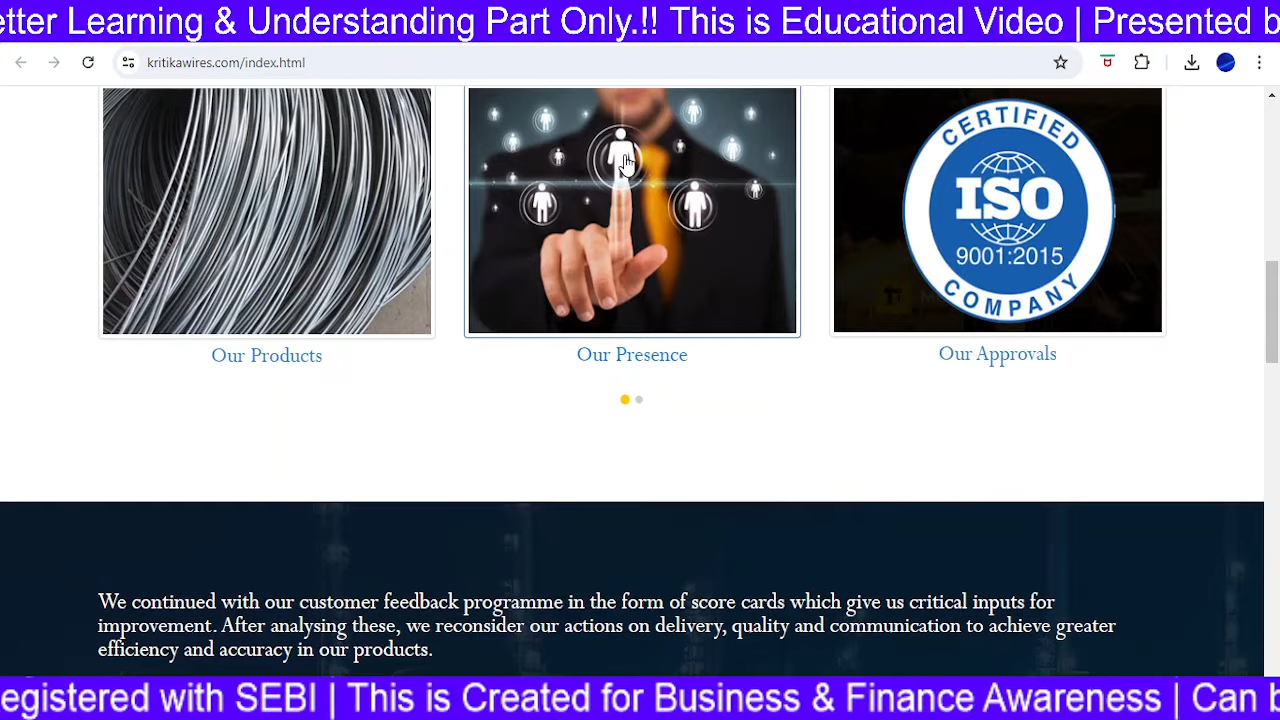 etter Learning & Understanding Part Only.!! This is Educational Video | Presented b
kritikawires.com/index.html
CERTIFIED
ISO
9001:2015
COMPANY
Our Products
Our Presence
Our Approvals
We continued with our customer feedback programme in the form of score cards which give us critical inputs for
improvement. After analysing these, we reconsider our actions on delivery, quality and communication to achieve greater
efficiency and accuracy in our products.
egistered with SEBI | This is Created for Business & Finance Awareness | Can b